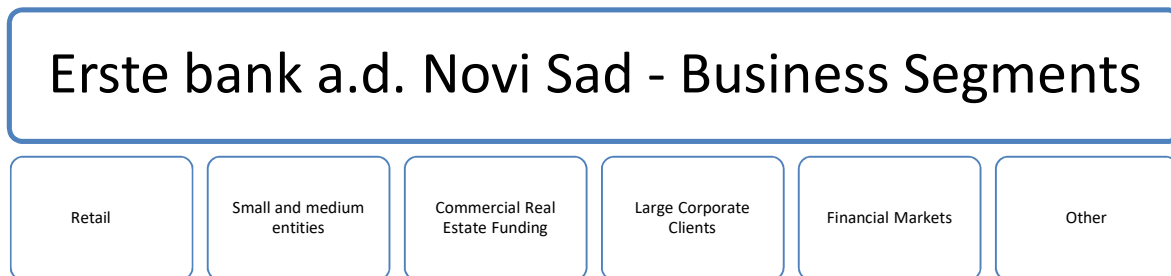 Erste bank a.d. Novi Sad - Business Segments
Retail
Small and medium
entities
Commercial Real
Estate Funding
Large Corporate
Clients
Financial Markets
Other